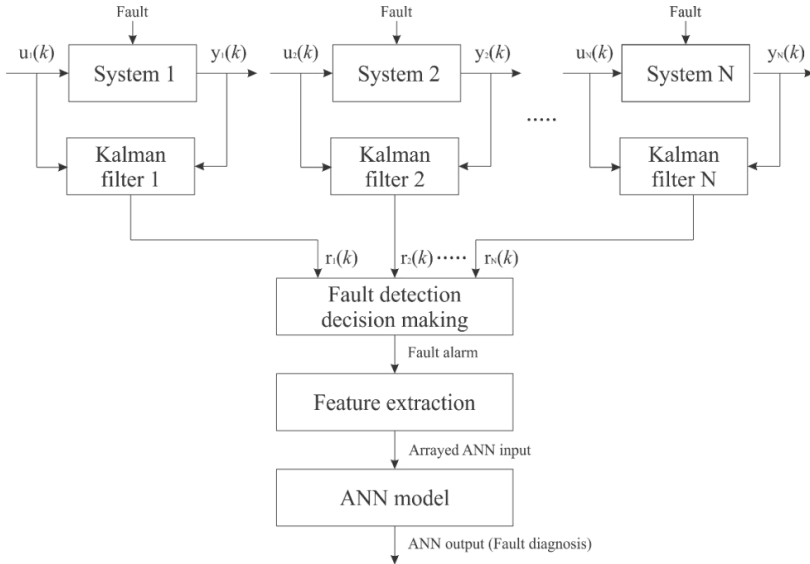 Fault Fault Fault
u₁(k) y₁(k) u₂(k) y₂(k) uₙ(k) yₙ(k)
System 1 System 2 System N
.....
Kalman
filter 1
Kalman
filter 2
Kalman
filter N
r₁(k) r₂(k) ..... rₙ(k)
Fault detection
decision making
Fault alarm
Feature extraction
Arrayed ANN input
ANN model
ANN output (Fault diagnosis)